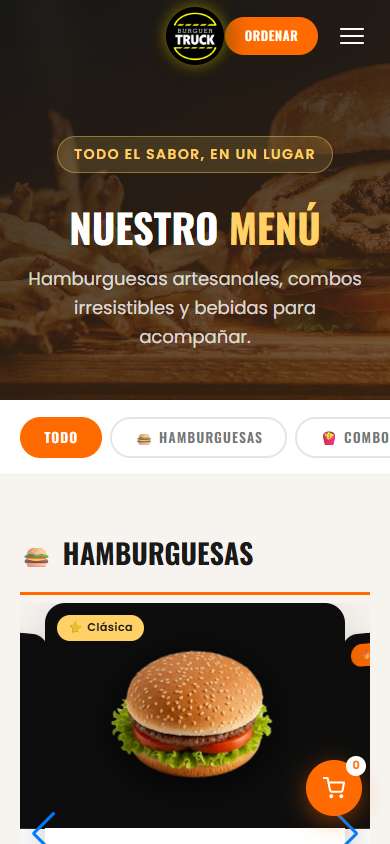 BURGUER
TRUCK
ORDENAR
TODO EL SABOR, EN UN LUGAR
NUESTRO MENÚ
Hamburguesas artesanales, combos
irresistibles y bebidas para
acompañar.
TODO
HAMBURGUESAS
COMBO
HAMBURGUESAS
Clásica
0